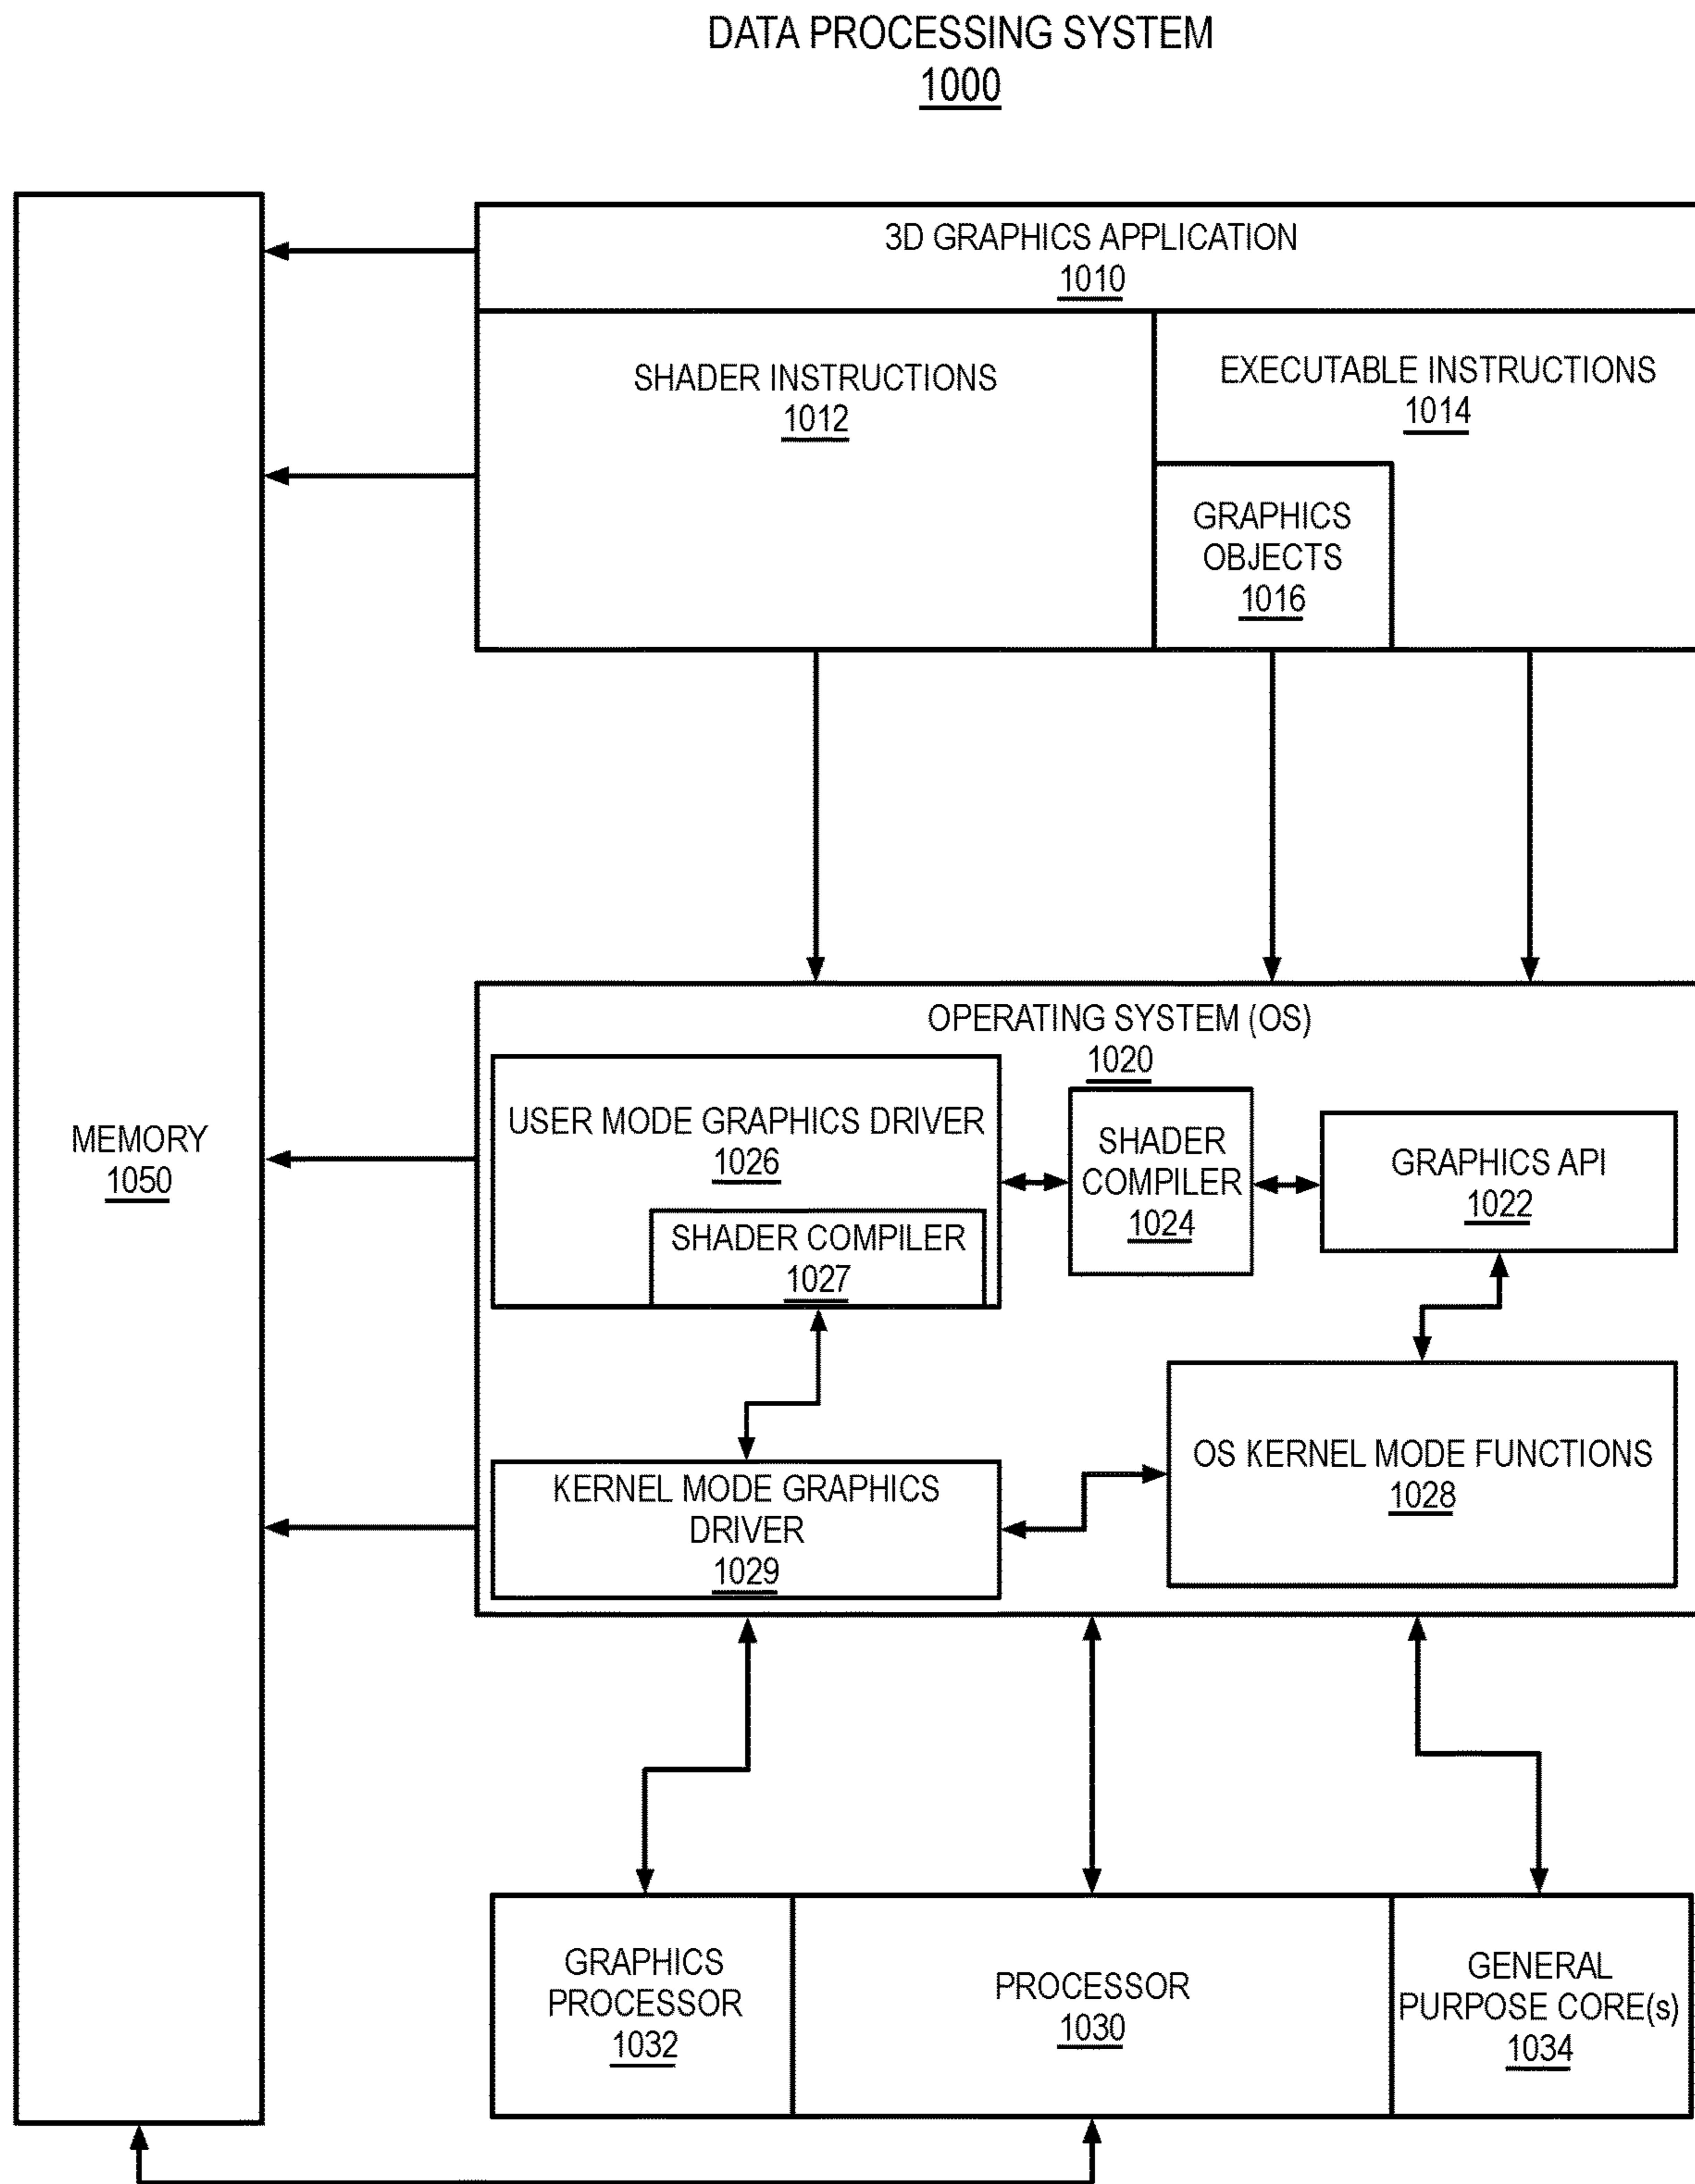 DATA PROCESSING SYSTEM
1000
3D GRAPHICS APPLICATION
1010
SHADER INSTRUCTIONS
1012
EXECUTABLE INSTRUCTIONS
1014
GRAPHICS
OBJECTS
1016
OPERATING SYSTEM (OS)
1020
USER MODE GRAPHICS DRIVER
1026
SHADER COMPILER
1027
SHADER
COMPILER
1024
GRAPHICS API
1022
MEMORY
1050
OS KERNEL MODE FUNCTIONS
1028
KERNEL MODE GRAPHICS
DRIVER
1029
GRAPHICS
PROCESSOR
1032
PROCESSOR
1030
GENERAL
PURPOSE CORE(s)
1034